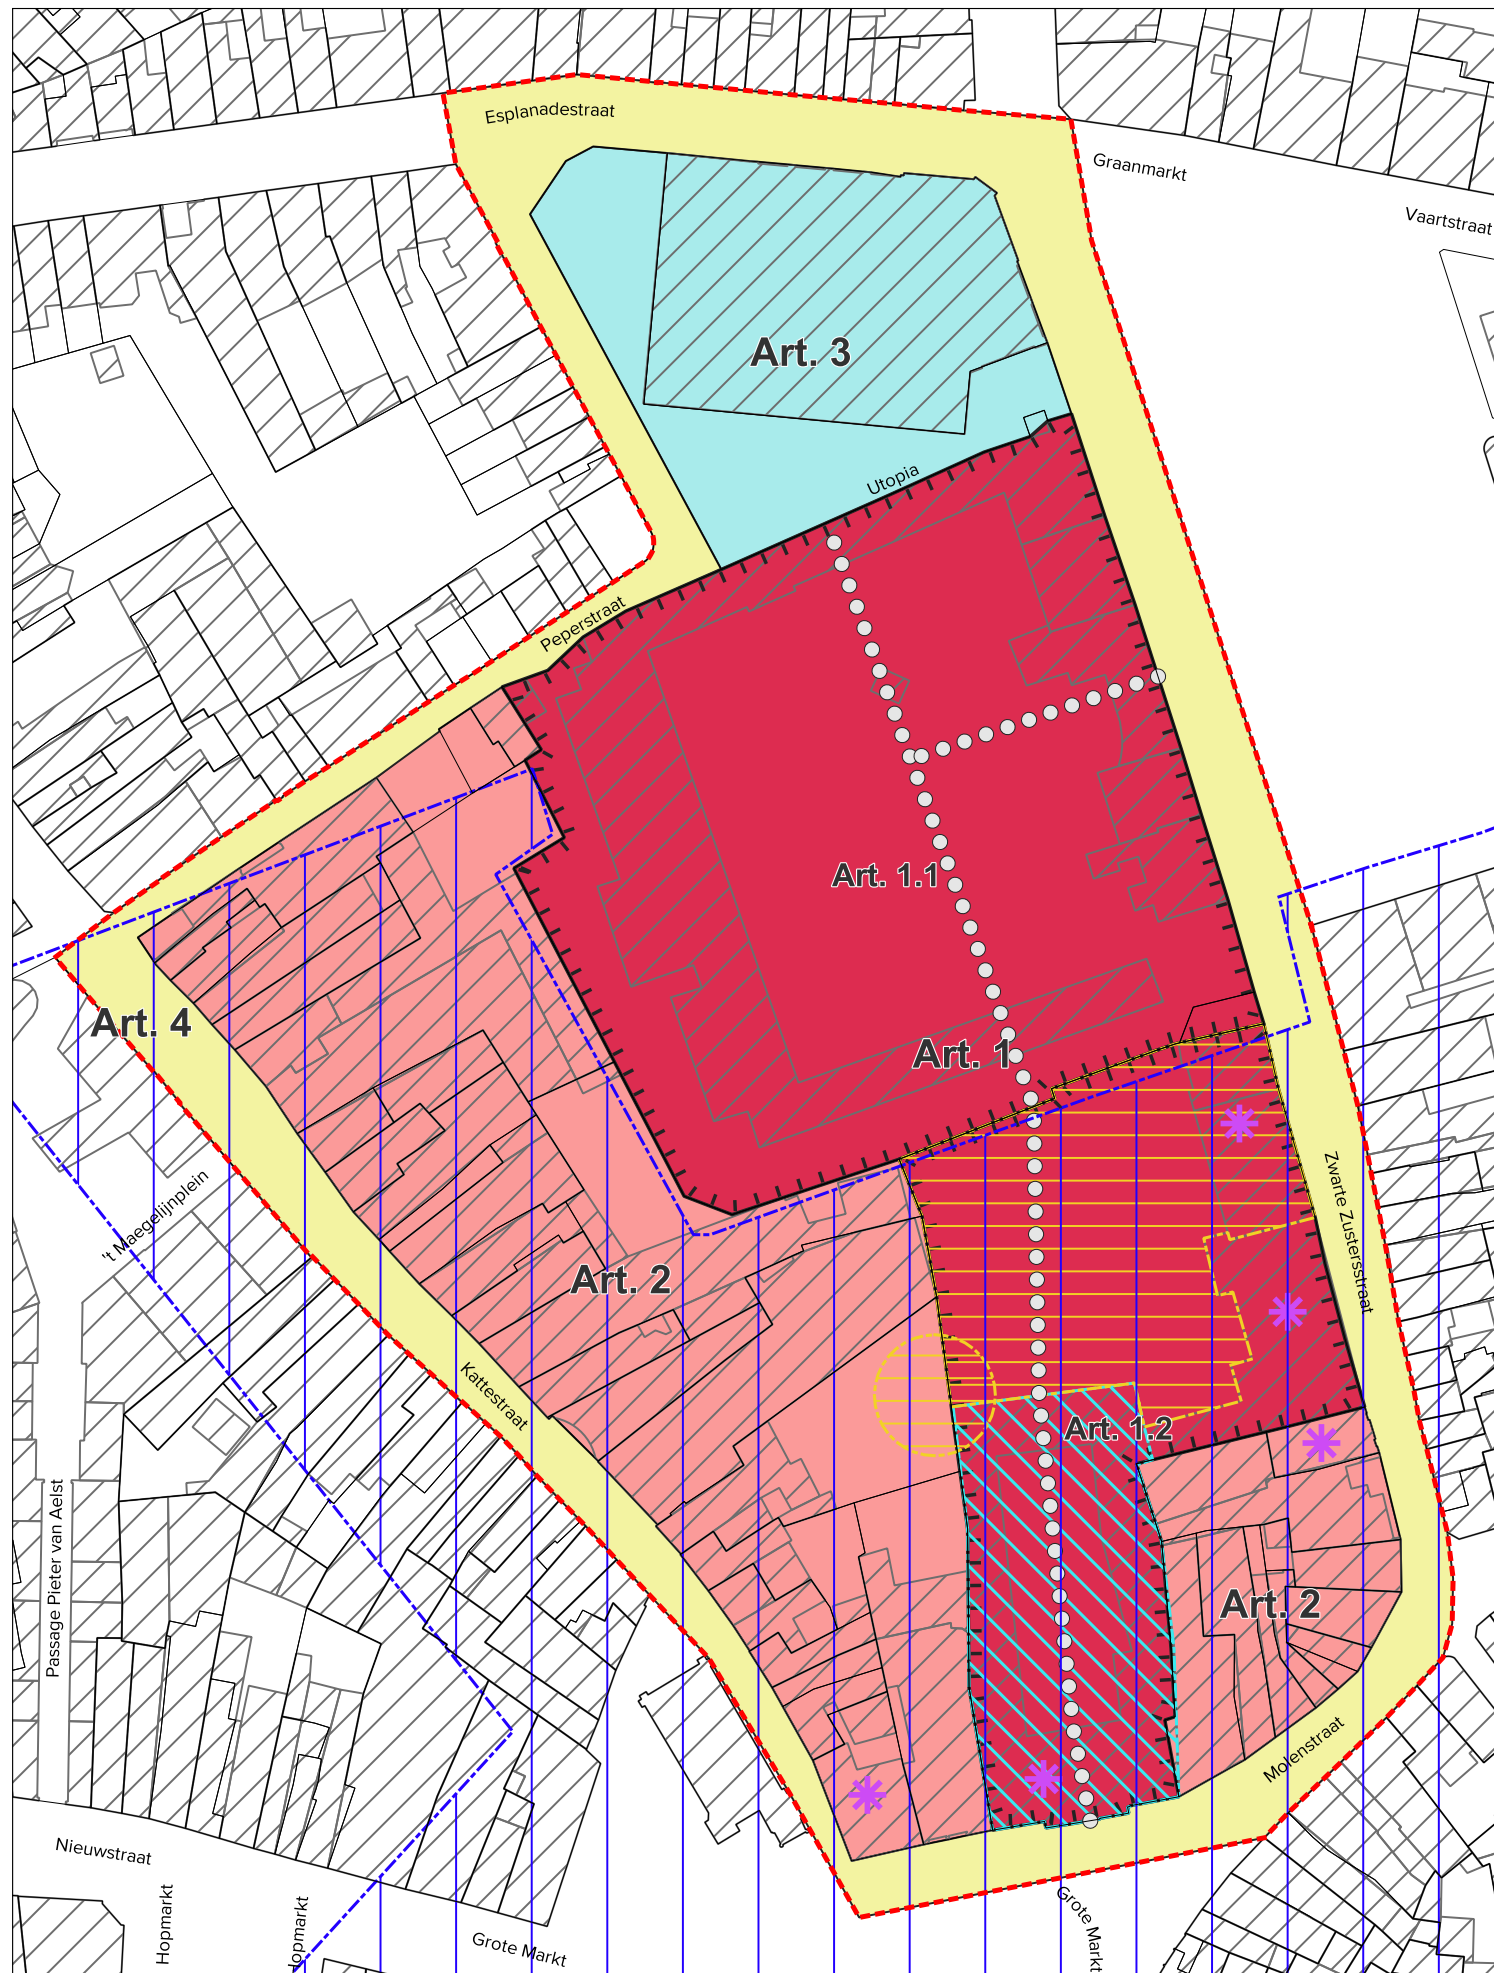 Esplanadestraat
Graanmarkt
Vaartstraat
Art. 3
Utopia
Peperstraat
Art. 1.1
Art. 4
Art. 1
't Maegelijnplein
Zwarte Zustersstraat
Art. 2
Kattestraat
Art. 1.2
Passage Pieter van Aelst
Art. 2
Molenstraat
Nieuwstraat
Hopmarkt
opmarkt
Grote Markt
Grote Markt